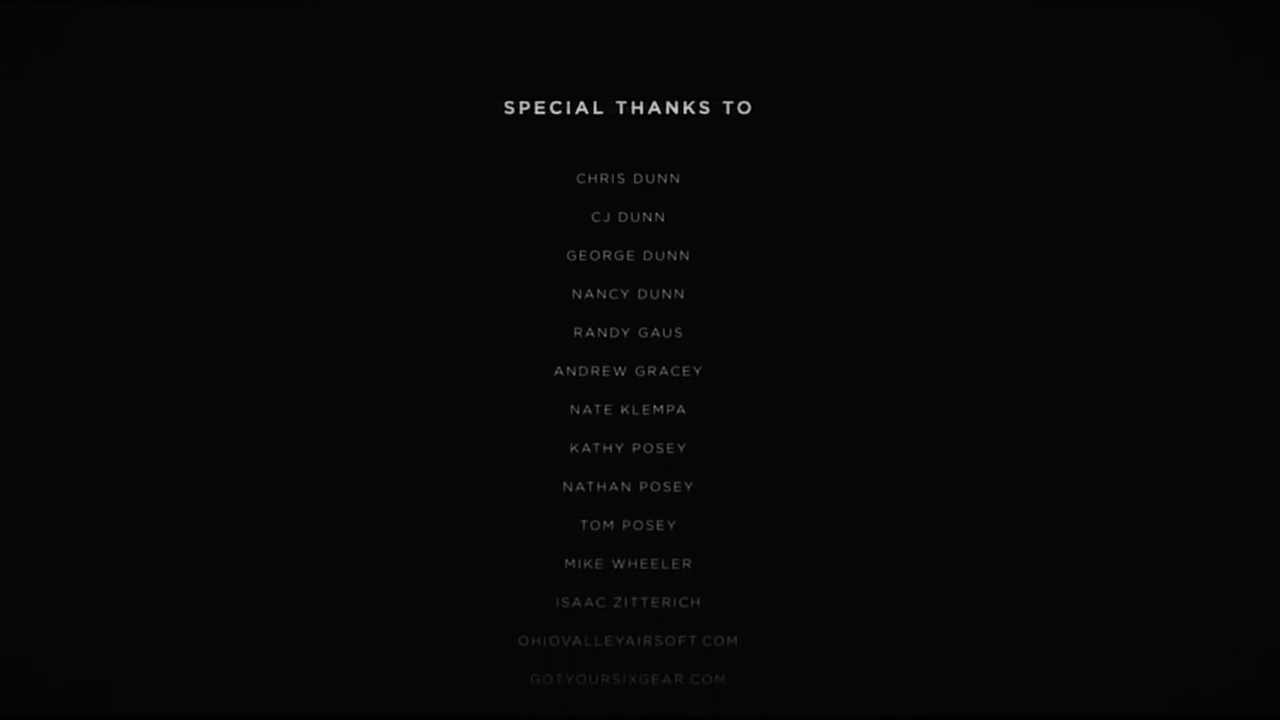 SPECIAL THANKS TO
CHRIS DUNN
CJ DUNN
GEORGE DUNN
NANCY DUNN
RANDY GAUS
ANDREW GRACEY
NATE KLEMPA
KATHY POSEY
NATHAN POSEY
TOM POSEY
MIKE WHEELER
ISAAC ZITTERICH
OHIOVALLEYAIRSOFT.COM
GOTYOURSIXGEAR.COM